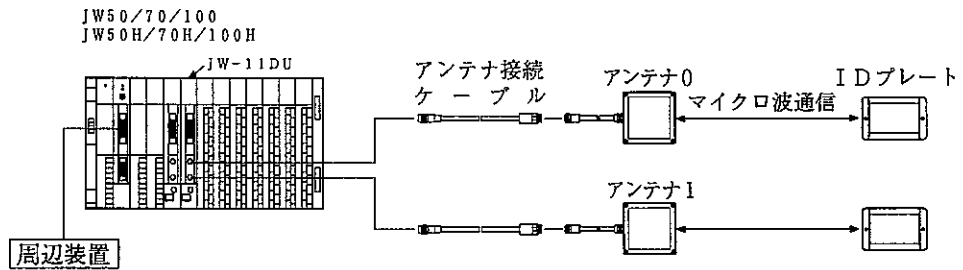 JW50/70/100
JW50H/70H/100H
JW-11DU
アンテナ接続
ケーブル
アンテナ0
マイクロ波通信
IDプレート
アンテナ1
周辺装置